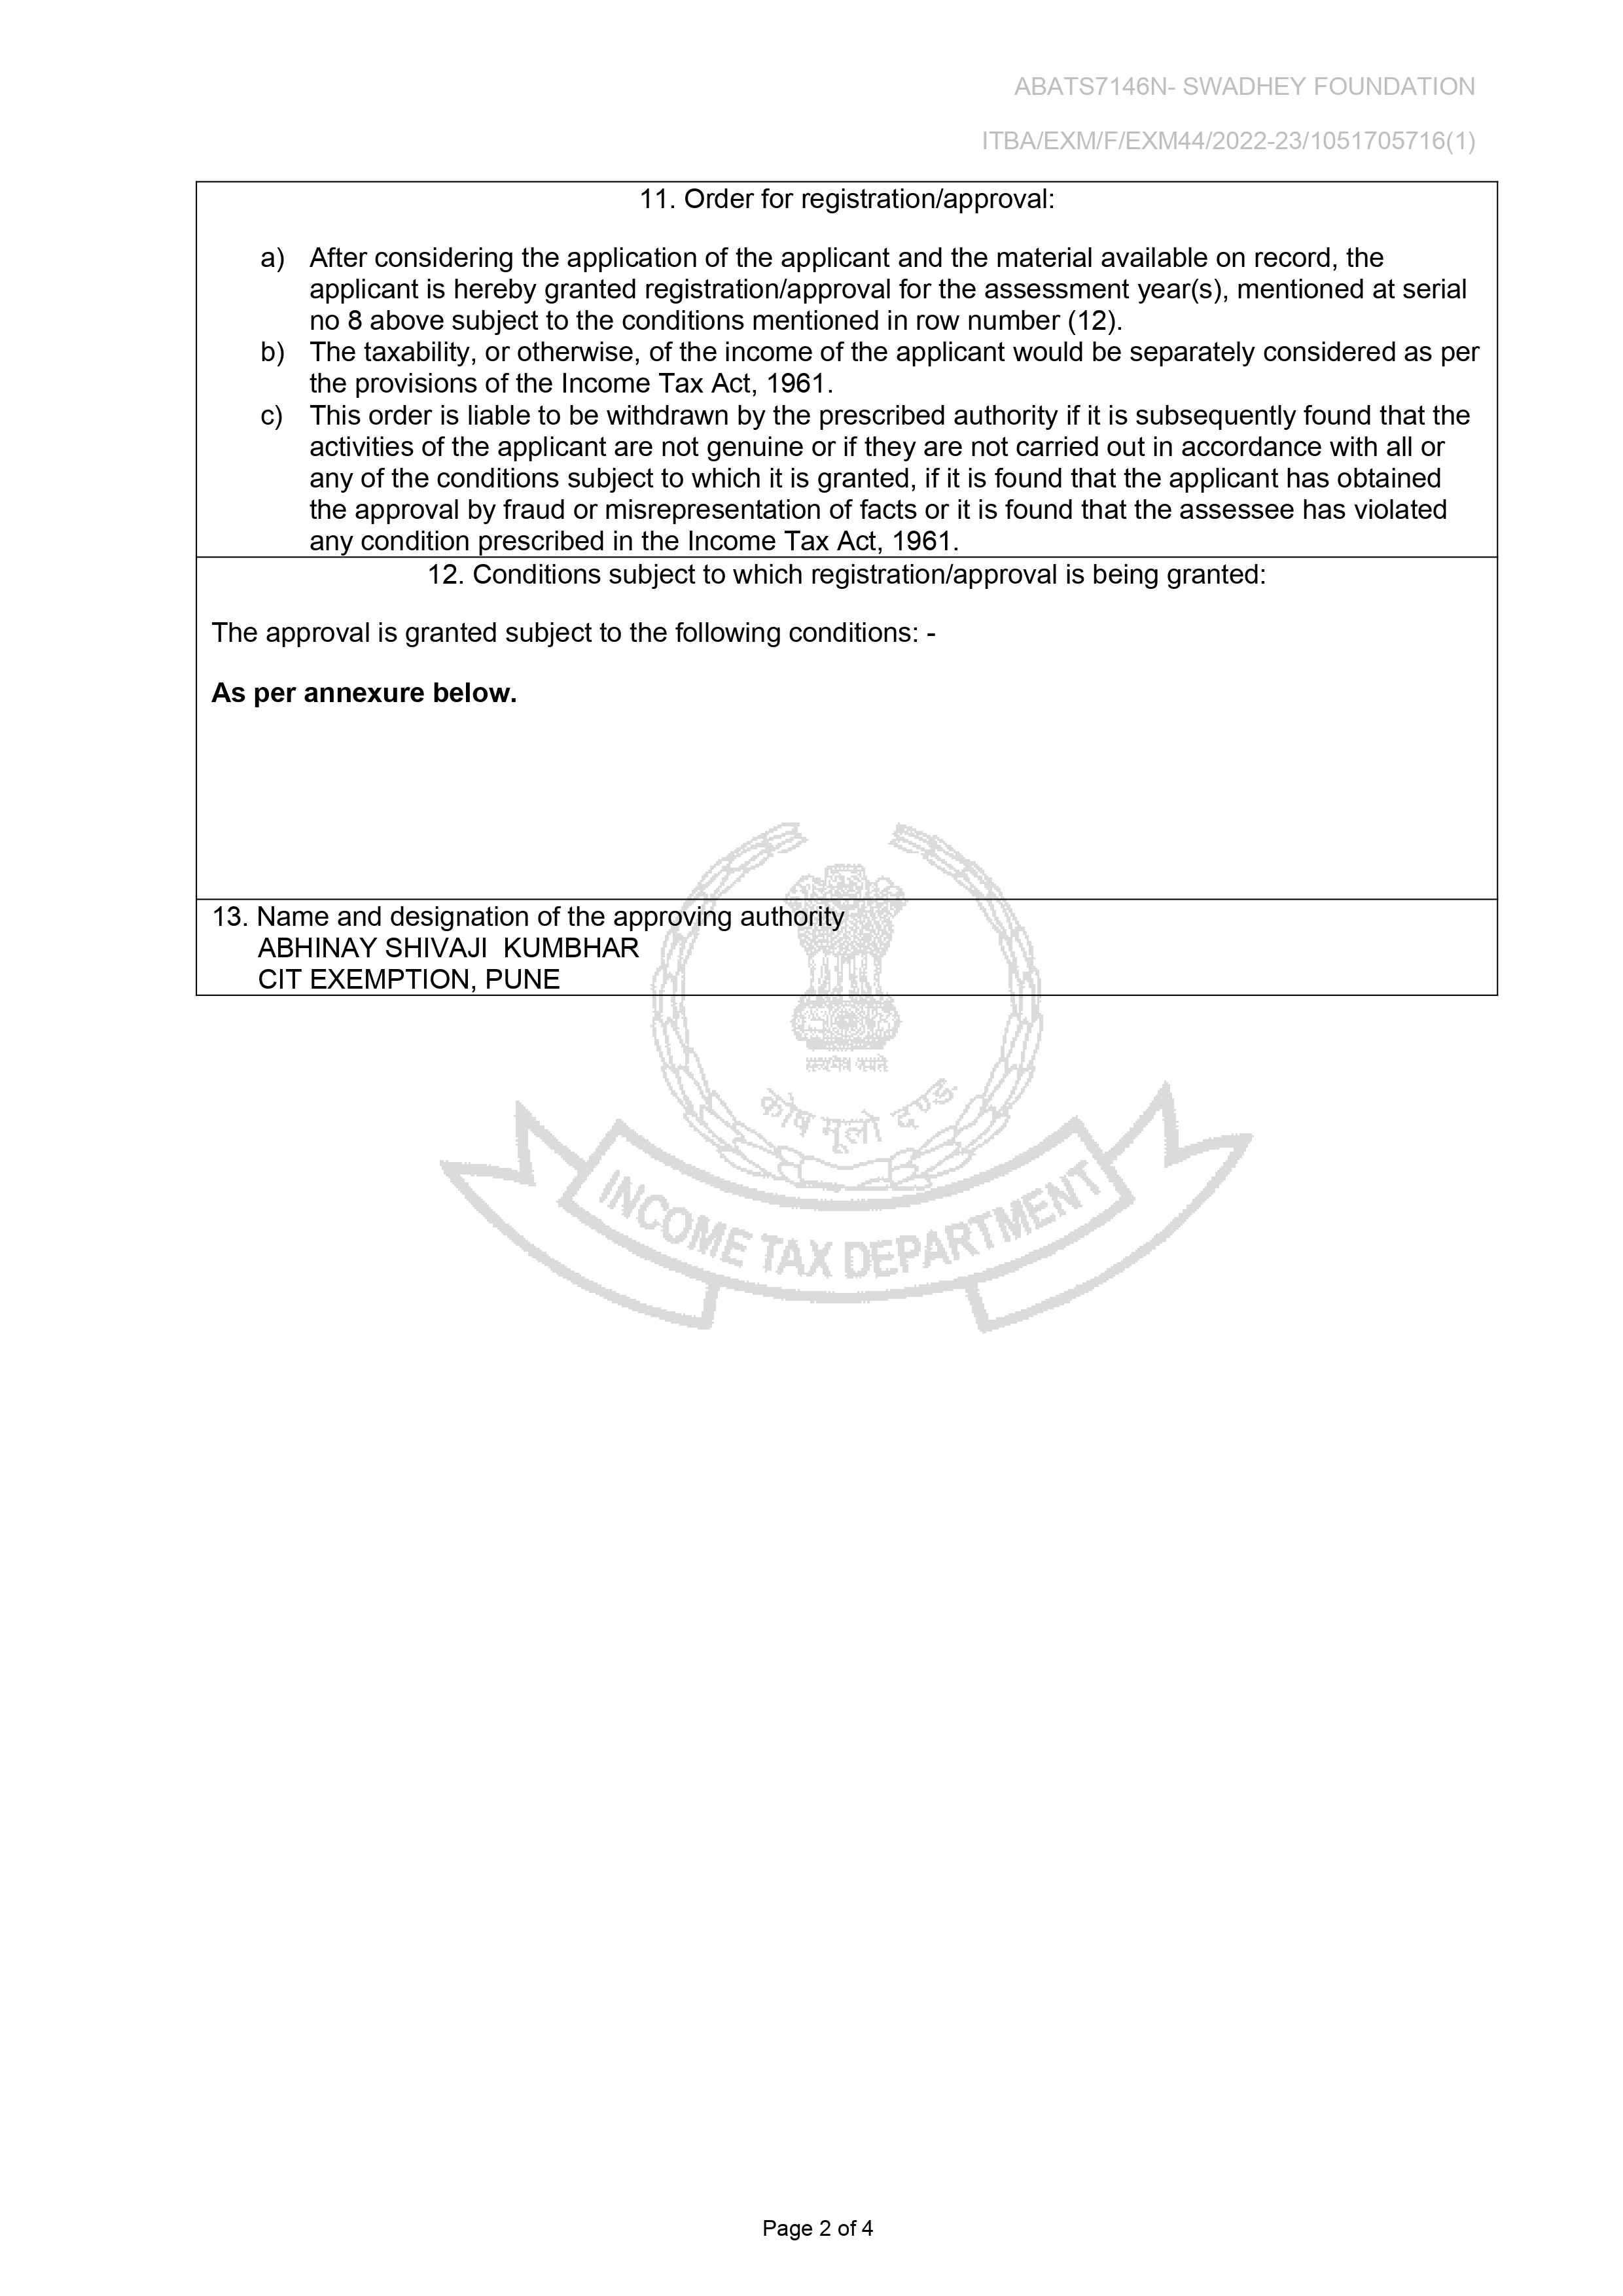 ABATS7146N- SWADHEY FOUNDATION
ITBA/EXM/F/EXM44/2022-23/1051705716(1)
11. Order for registration/approval:
a) After considering the application of the applicant and the material available on record, the
applicant is hereby granted registration/approval for the assessment year(s), mentioned at serial
no 8 above subject to the conditions mentioned in row number (12).
b) The taxability, or otherwise, of the income of the applicant would be separately considered as per
the provisions of the Income Tax Act, 1961.
c) This order is liable to be withdrawn by the prescribed authority if it is subsequently found that the
activities of the applicant are not genuine or if they are not carried out in accordance with all or
any of the conditions subject to which it is granted, if it is found that the applicant has obtained
the approval by fraud or misrepresentation of facts or it is found that the assessee has violated
any condition prescribed in the Income Tax Act, 1961.
12. Conditions subject to which registration/approval is being granted:
The approval is granted subject to the following conditions: -
As per annexure below.
13. Name and designation of the approving authority
ABHINAY SHIVAJI  KUMBHAR
CIT EXEMPTION, PUNE
सत्यमेव जयते
कोष मूलो दण्ड
INCOME TAX DEPARTMENT
Page 2 of 4